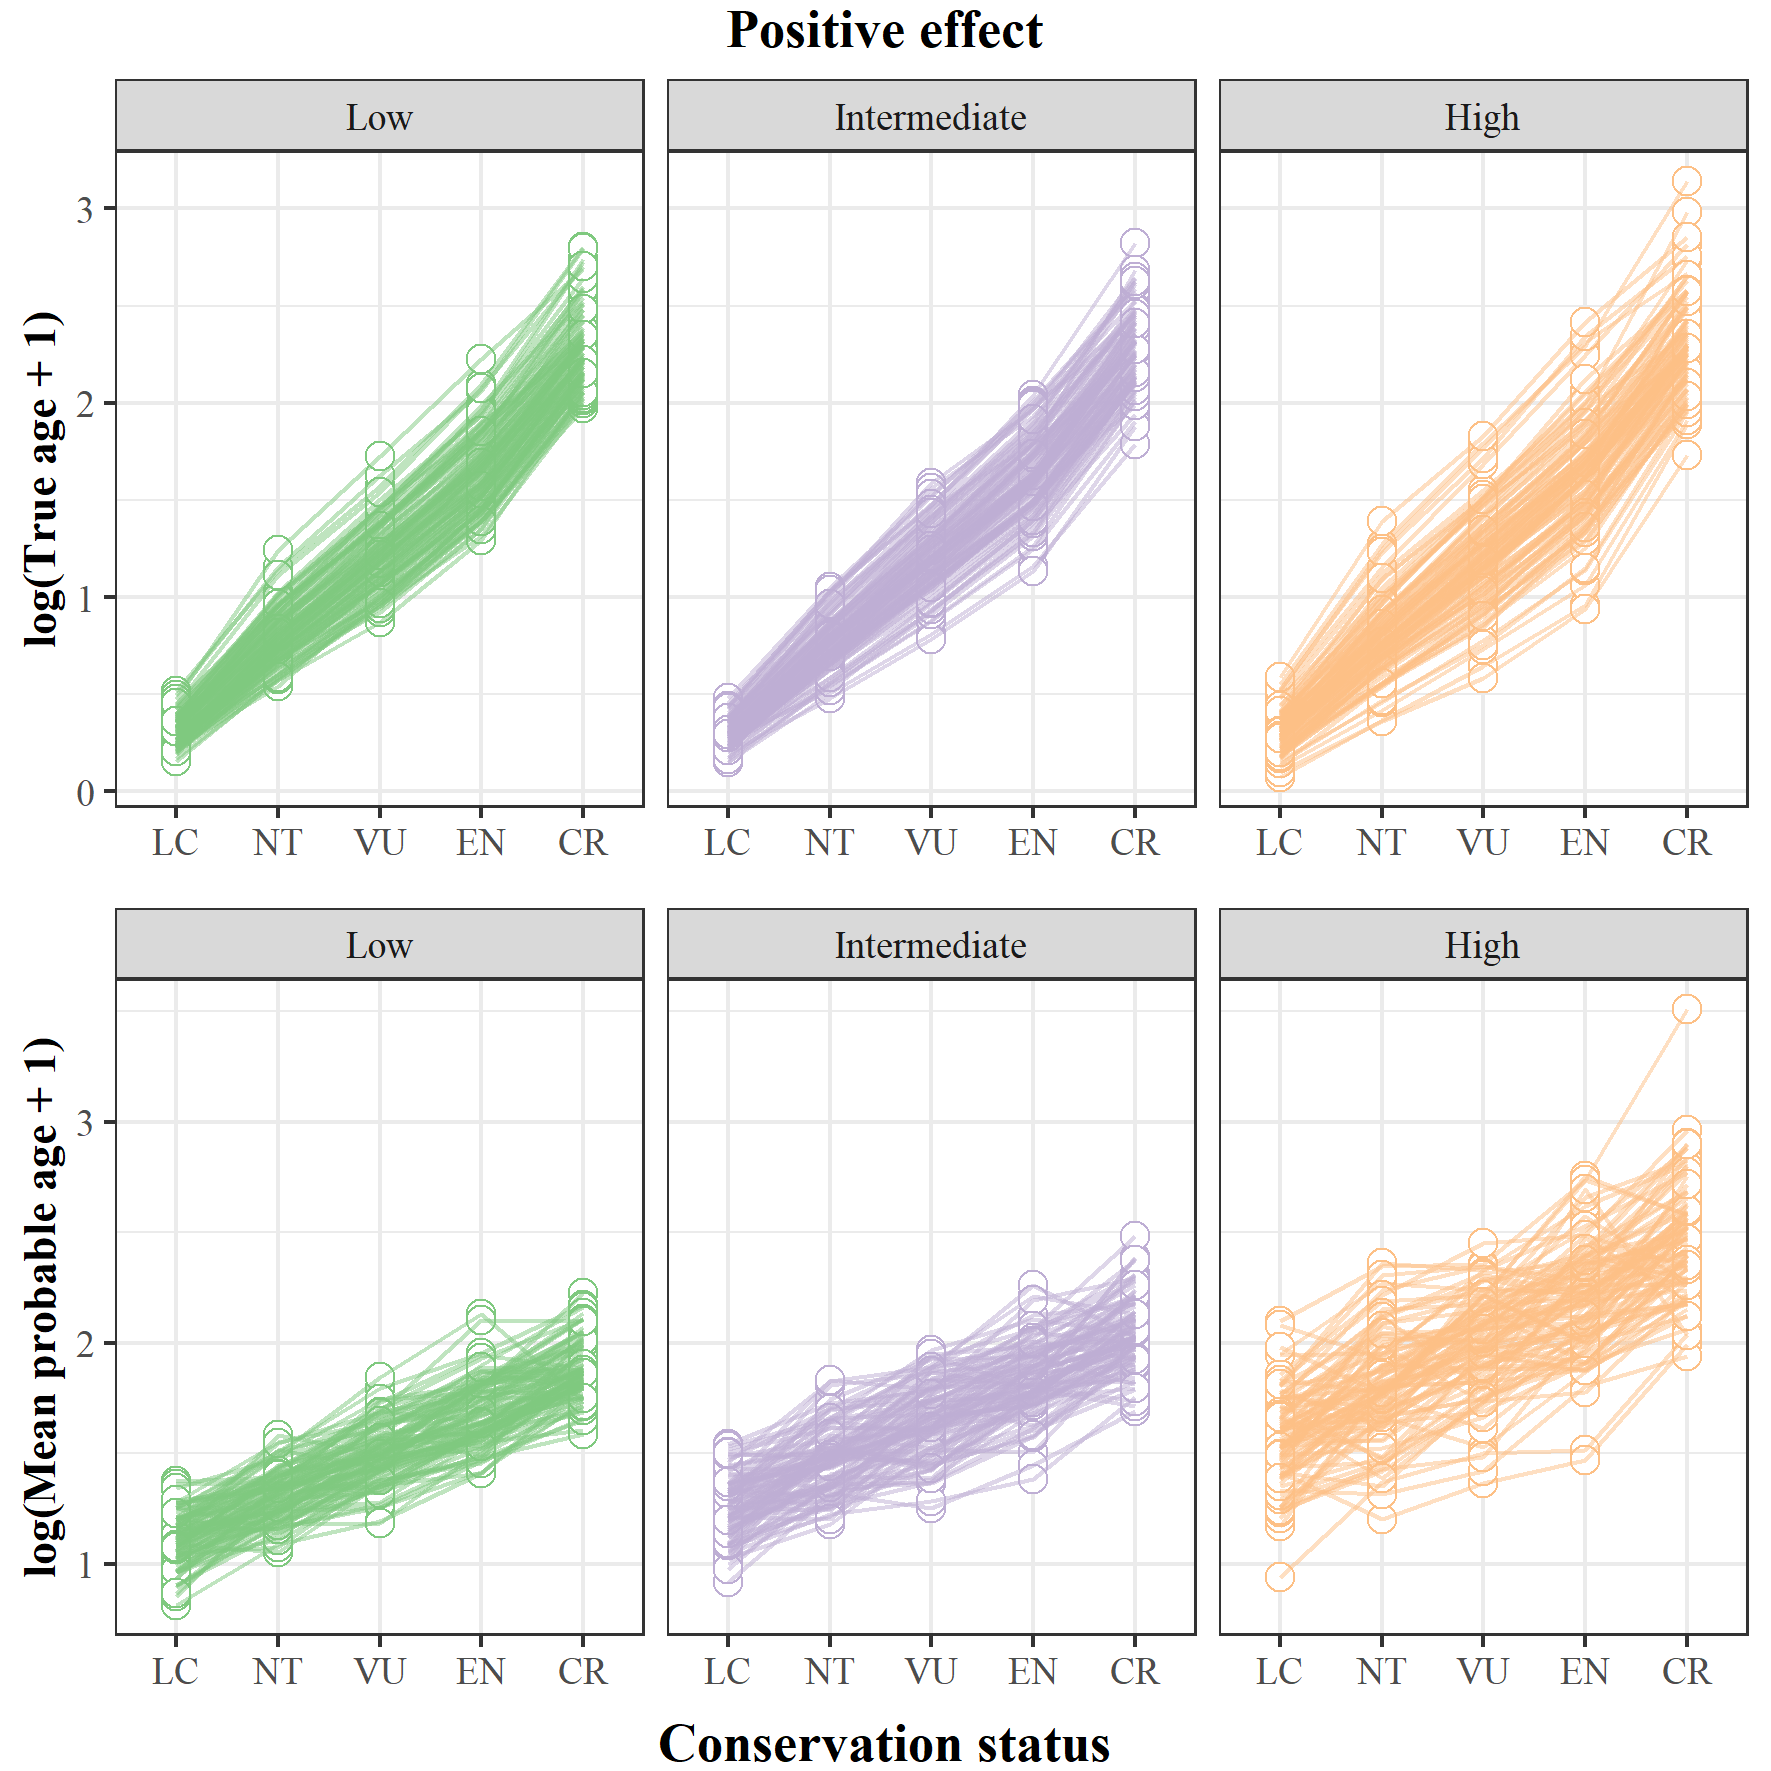 Positive effect
Low Intermediate High
log(True age + 1)
3
2
1
0
LC NT VU EN CR LC NT VU EN CR LC NT VU EN CR
Low Intermediate High
log(Mean probable age + 1)
3
2
1
LC NT VU EN CR LC NT VU EN CR LC NT VU EN CR
Conservation status